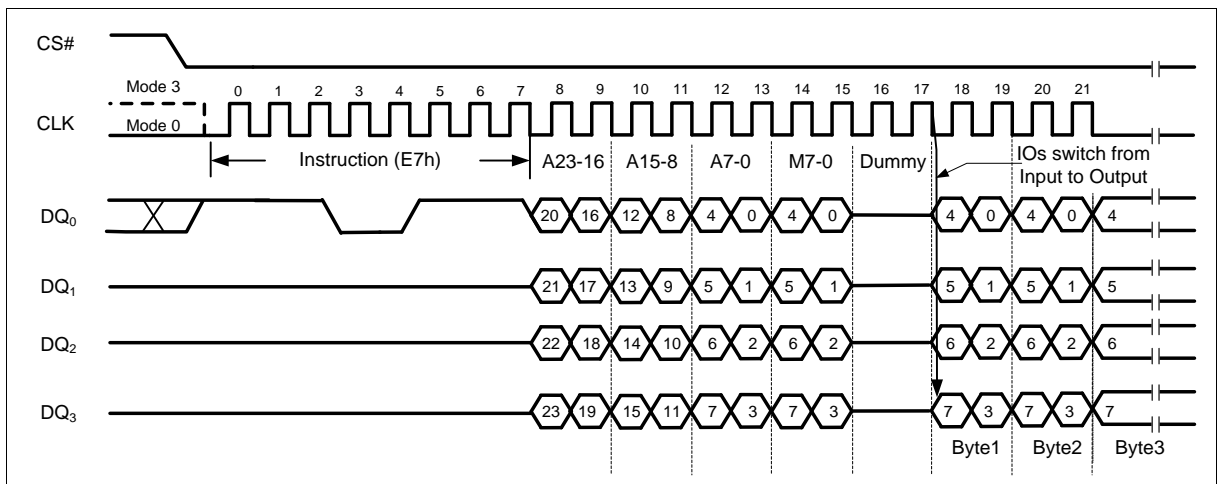 CS#
Mode 3
0 1 2 3 4 5 6 7 8 9 10 11 12 13 14 15 16 17 18 19 20 21
CLK
Mode 0
Instruction (E7h)
A23-16 A15-8 A7-0 M7-0 Dummy
IOs switch from
Input to Output
DQ0 20 16 12 8 4 0 4 0 4 0 4 0 4
DQ1 21 17 13 9 5 1 5 1 5 1 5 1 5
DQ2 22 18 14 10 6 2 6 2 6 2 6 2 6
DQ3 23 19 15 11 7 3 7 3 7 3 7 3 7
Byte1 Byte2 Byte3